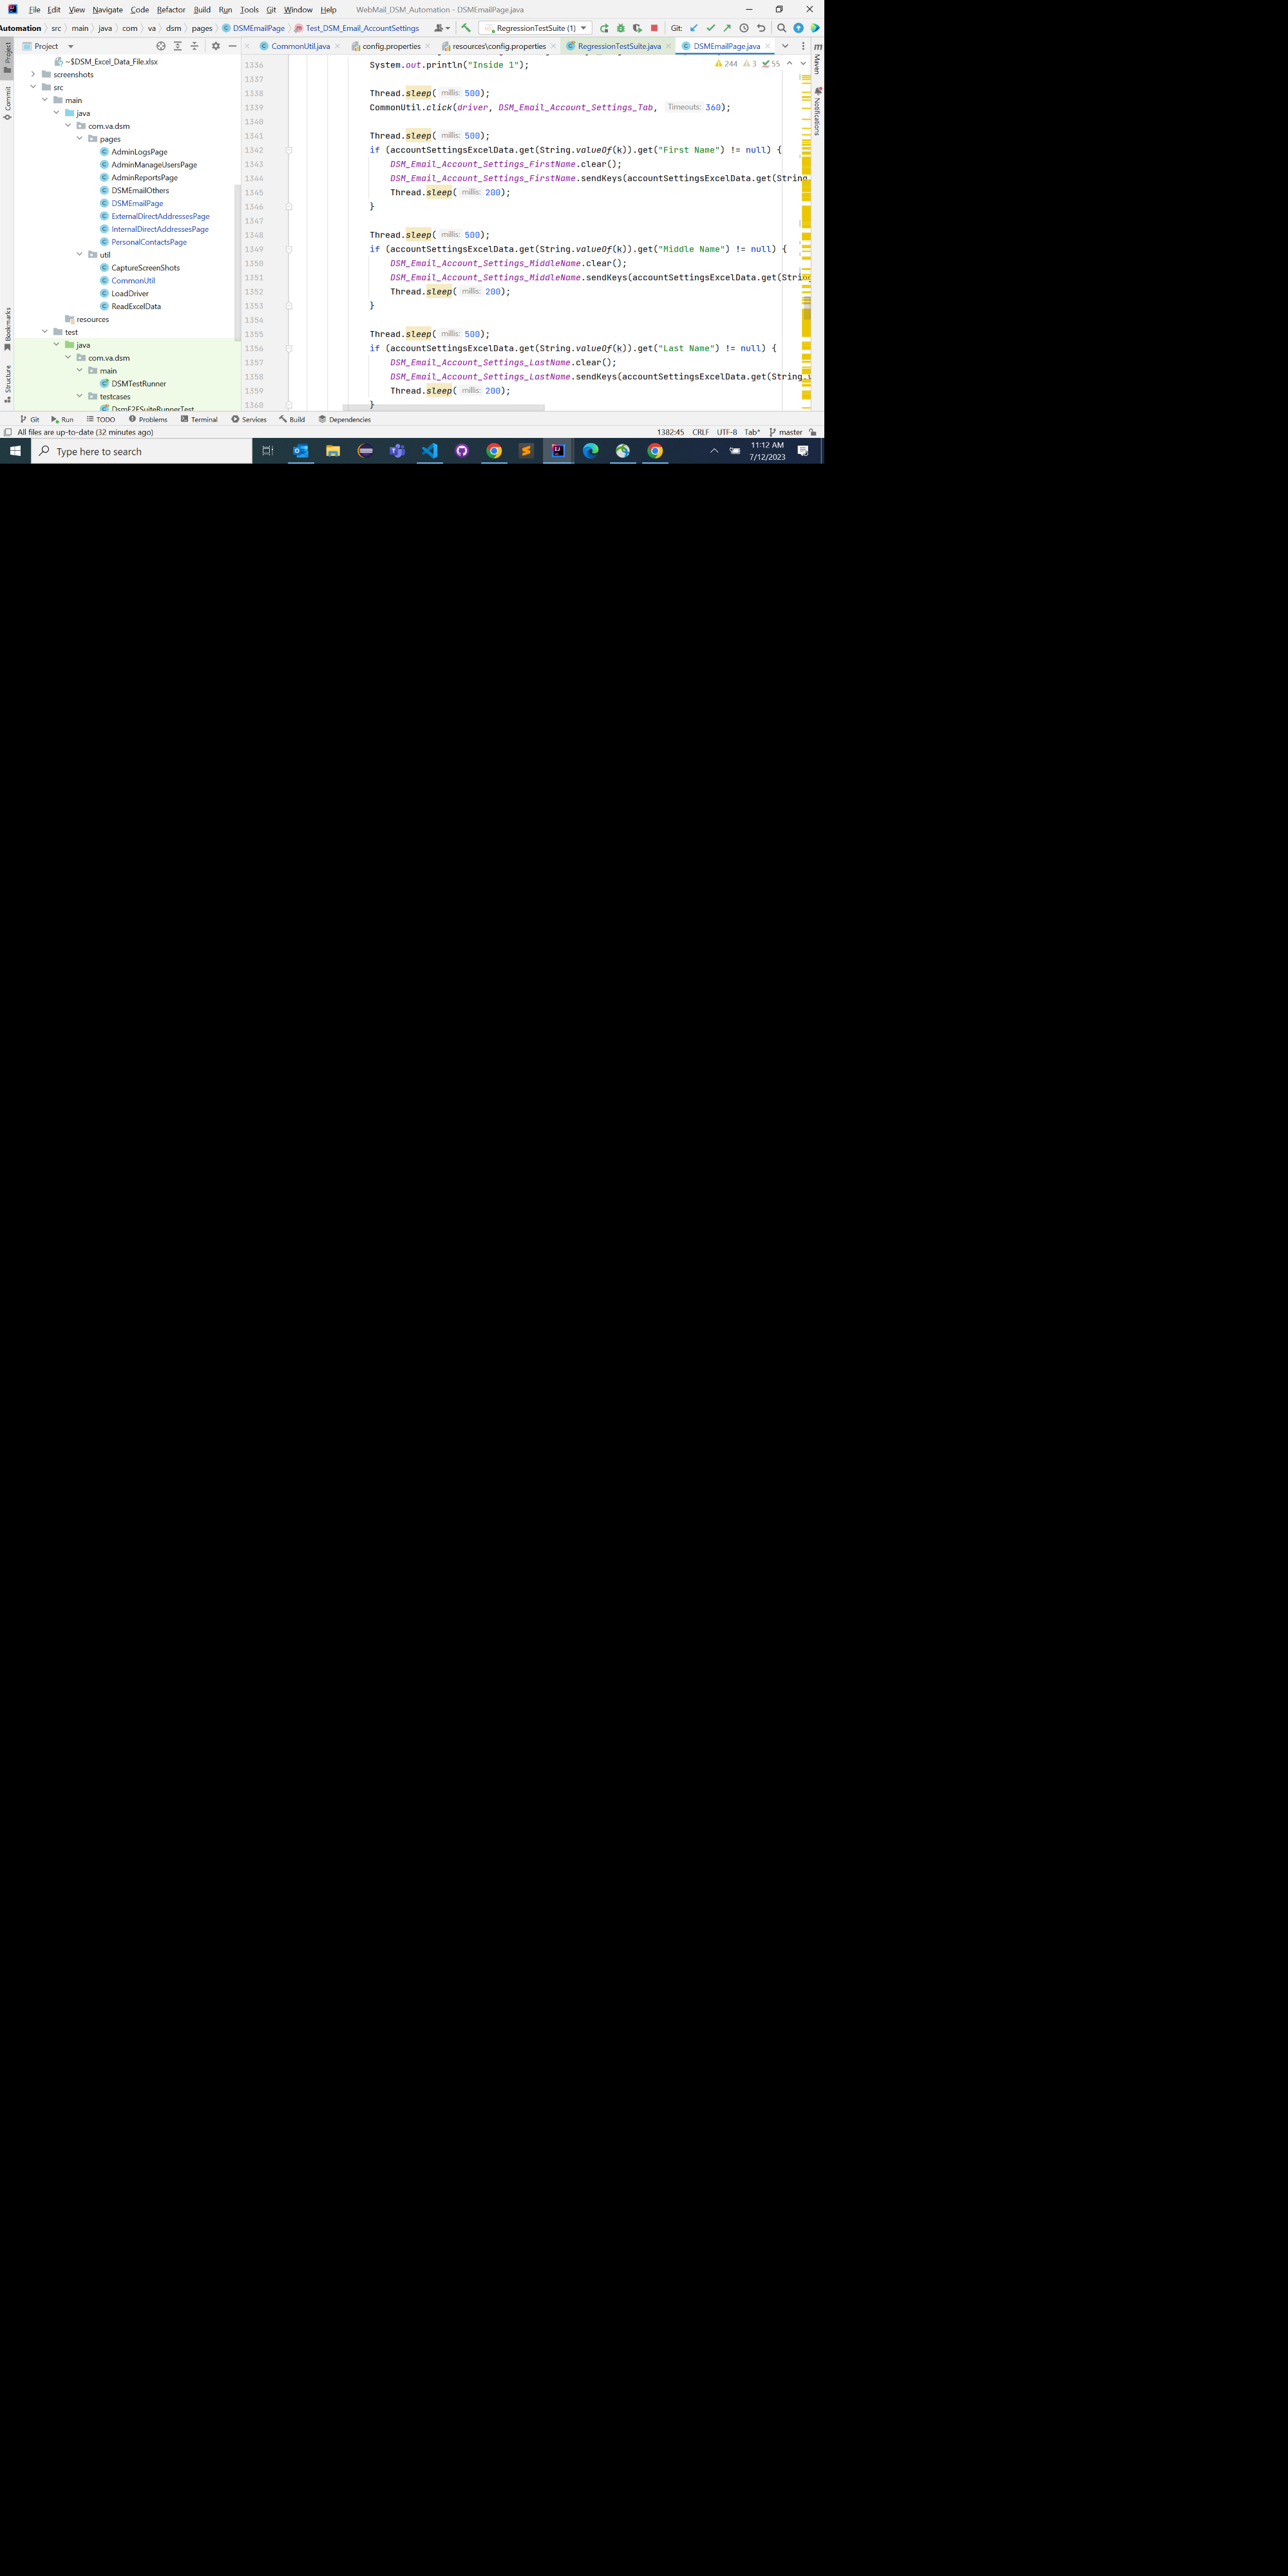 File Edit View Navigate Code Refactor Build Run Tools Git Window Help WebMail_DSM_Automation - DSMEmailPage.java
Automation src main java com va dsm pages DSMEmailPage Test_DSM_Email_AccountSettings RegressionTestSuite (1) Git:
Project CommonUtil.java config.properties resources\config.properties RegressionTestSuite.java DSMEmailPage.java
Project
Commit
Bookmarks
Structure
~$DSM_Excel_Data_File.xlsx
screenshots
src
main
java
com.va.dsm
pages
AdminLogsPage
AdminManageUsersPage
AdminReportsPage
DSMEmailOthers
DSMEmailPage
ExternalDirectAddressesPage
InternalDirectAddressesPage
PersonalContactsPage
util
CaptureScreenShots
CommonUtil
LoadDriver
ReadExcelData
resources
test
java
com.va.dsm
main
DSMTestRunner
testcases
DsmE2ESuiteRunnerTest
244 3 55
1336 System.out.println("Inside 1");
1337
1338 Thread.sleep( millis: 500);
1339 CommonUtil.click(driver, DSM_Email_Account_Settings_Tab, Timeouts: 360);
1340
1341 Thread.sleep( millis: 500);
1342 if (accountSettingsExcelData.get(String.valueOf(k)).get("First Name") != null) {
1343 DSM_Email_Account_Settings_FirstName.clear();
1344 DSM_Email_Account_Settings_FirstName.sendKeys(accountSettingsExcelData.get(String
1345 Thread.sleep( millis: 200);
1346 }
1347
1348 Thread.sleep( millis: 500);
1349 if (accountSettingsExcelData.get(String.valueOf(k)).get("Middle Name") != null) {
1350 DSM_Email_Account_Settings_MiddleName.clear();
1351 DSM_Email_Account_Settings_MiddleName.sendKeys(accountSettingsExcelData.get(String
1352 Thread.sleep( millis: 200);
1353 }
1354
1355 Thread.sleep( millis: 500);
1356 if (accountSettingsExcelData.get(String.valueOf(k)).get("Last Name") != null) {
1357 DSM_Email_Account_Settings_LastName.clear();
1358 DSM_Email_Account_Settings_LastName.sendKeys(accountSettingsExcelData.get(String.
1359 Thread.sleep( millis: 200);
1360 }
m
Maven
Notifications
Git Run TODO Problems Terminal Services Build Dependencies
All files are up-to-date (32 minutes ago) 1382:45 CRLF UTF-8 Tab* master
Type here to search
11:12 AM
7/12/2023